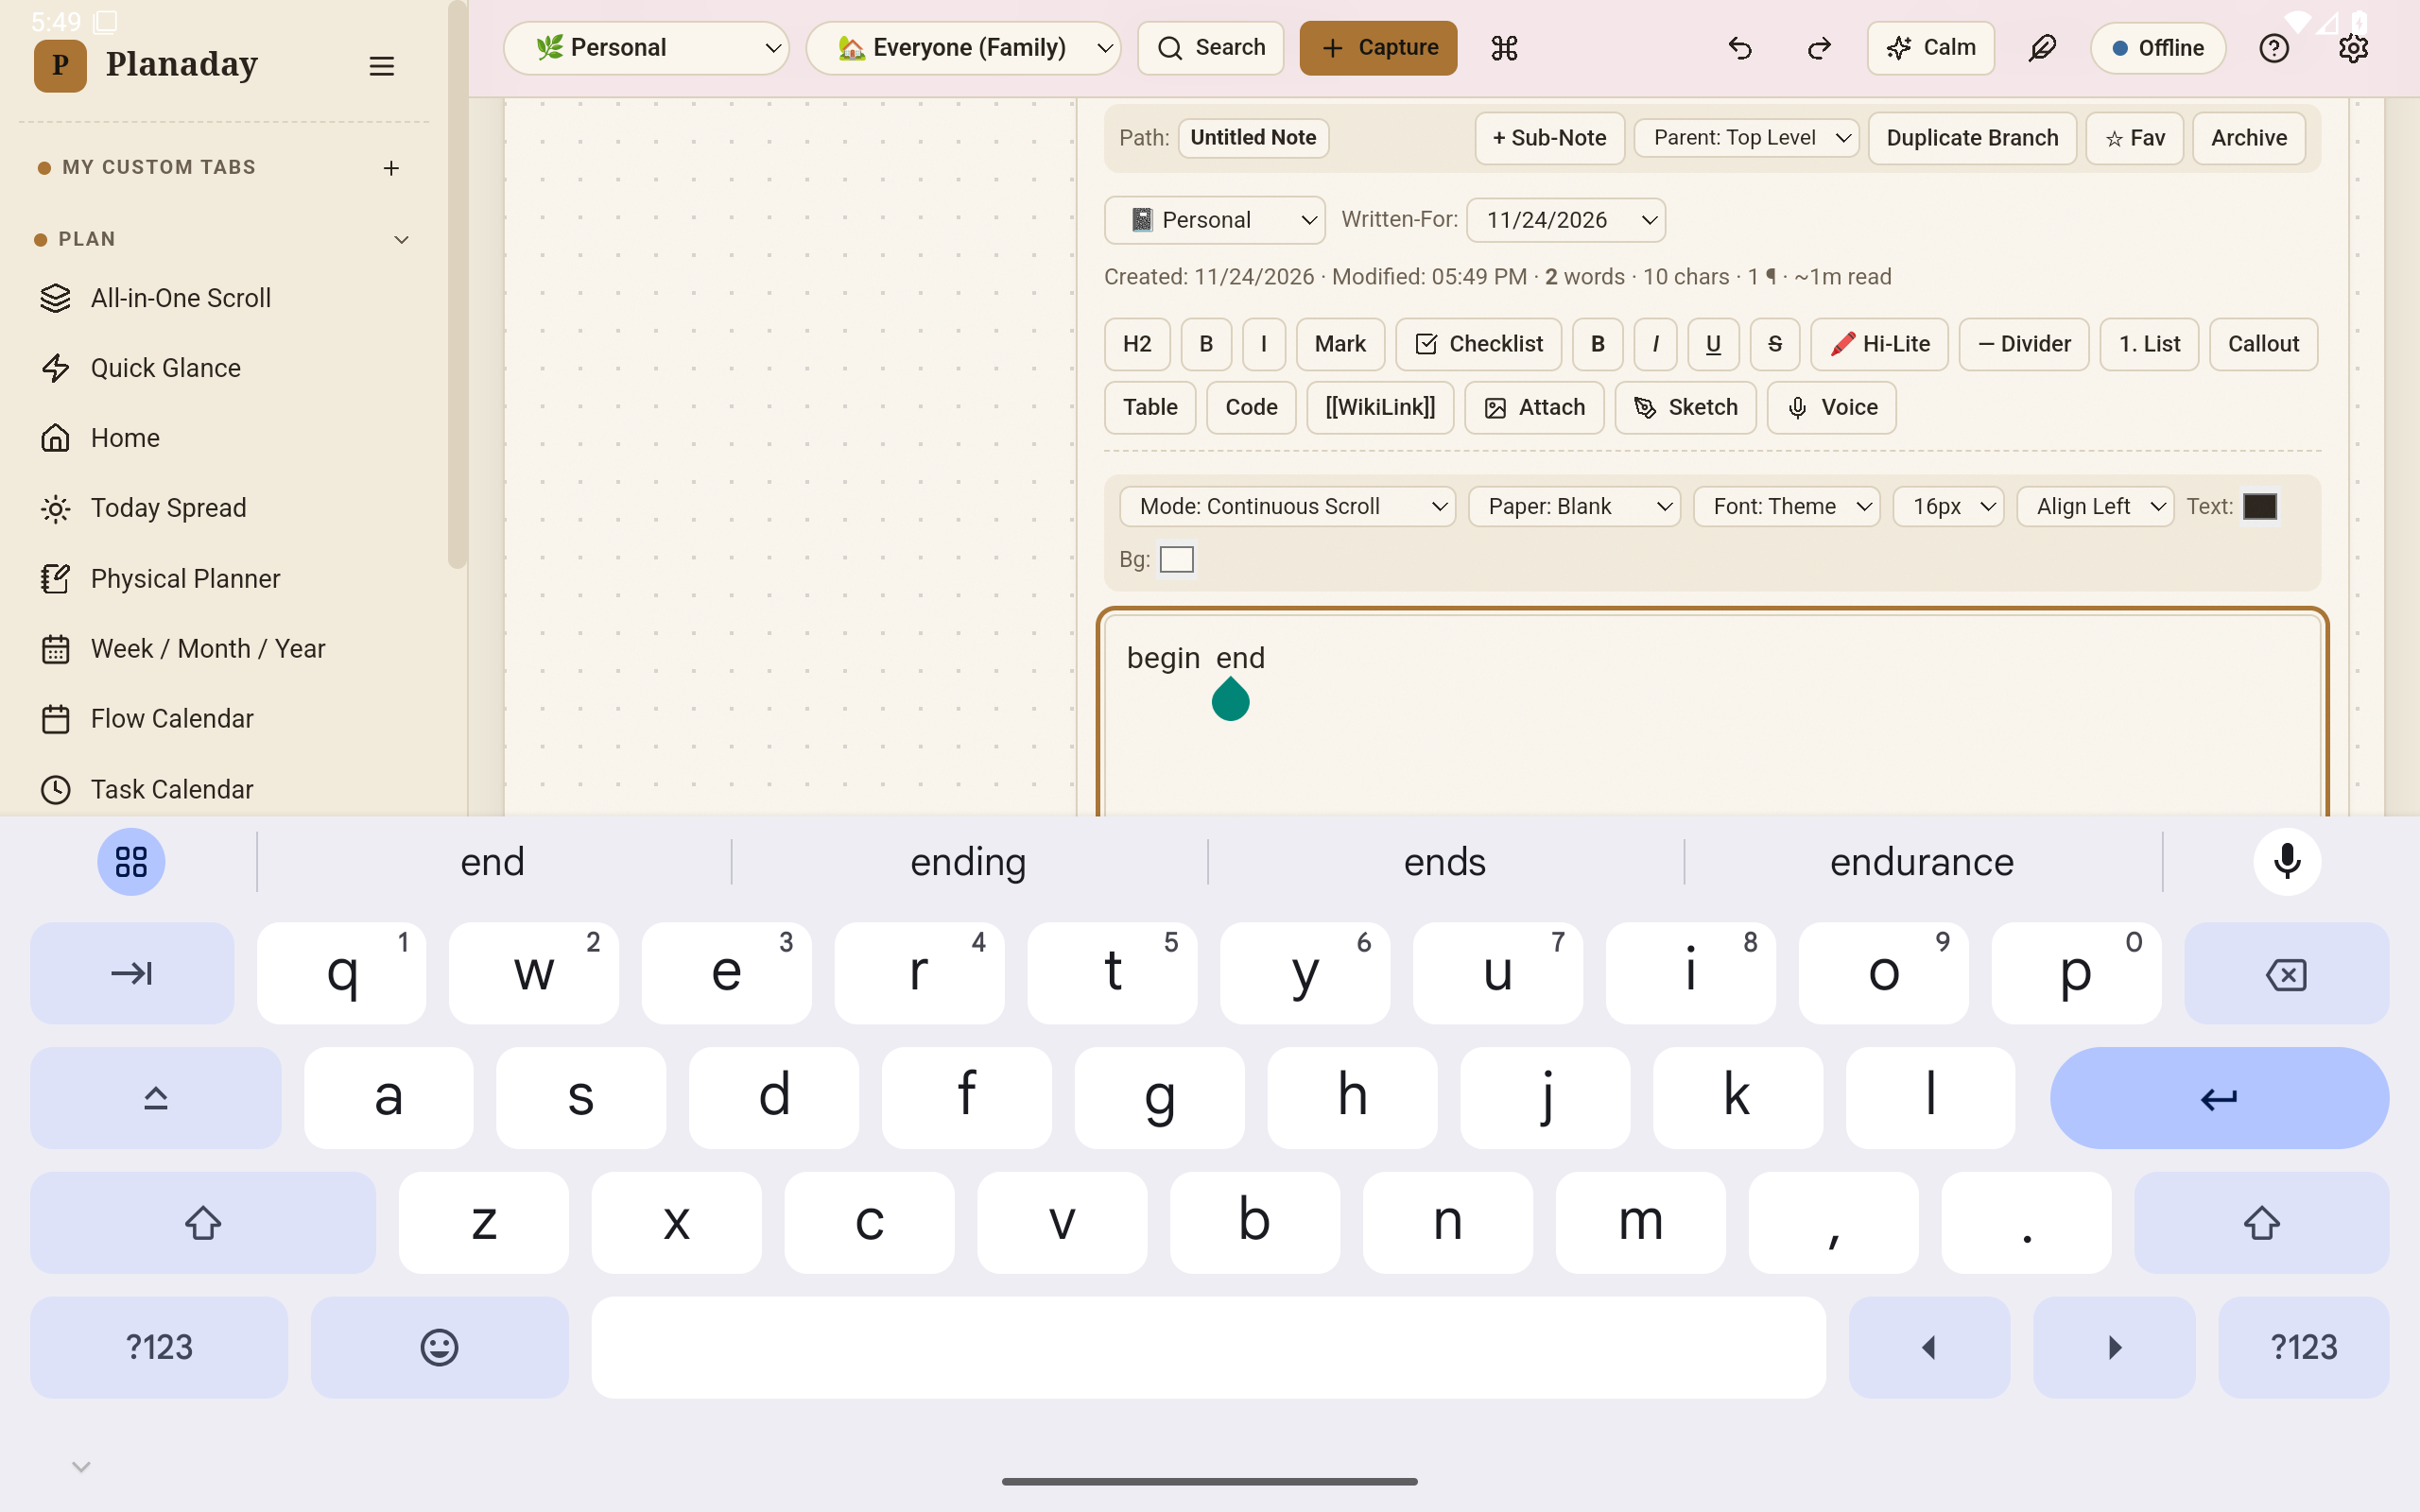 5:49
P Planaday
MY CUSTOM TABS +
PLAN
All-in-One Scroll
Quick Glance
Home
Today Spread
Physical Planner
Week / Month / Year
Flow Calendar
Task Calendar
🌿 Personal 🏡 Everyone (Family) Search + Capture ⌘ Calm Offline
Path: Untitled Note + Sub-Note Parent: Top Level Duplicate Branch ☆ Fav Archive
📓 Personal Written-For: 11/24/2026
Created: 11/24/2026 · Modified: 05:49 PM · 2 words · 10 chars · 1 ¶ · ~1m read
H2 B I Mark Checklist B I U S 🖍️ Hi-Lite — Divider 1. List Callout
Table Code [[WikiLink]] Attach Sketch Voice
Mode: Continuous Scroll Paper: Blank Font: Theme 16px Align Left Text:
Bg:
begin  end
end ending ends endurance
q 1 w 2 e 3 r 4 t 5 y 6 u 7 i 8 o 9 p 0
a s d f g h j k l
z x c v b n m , .
?123 ?123